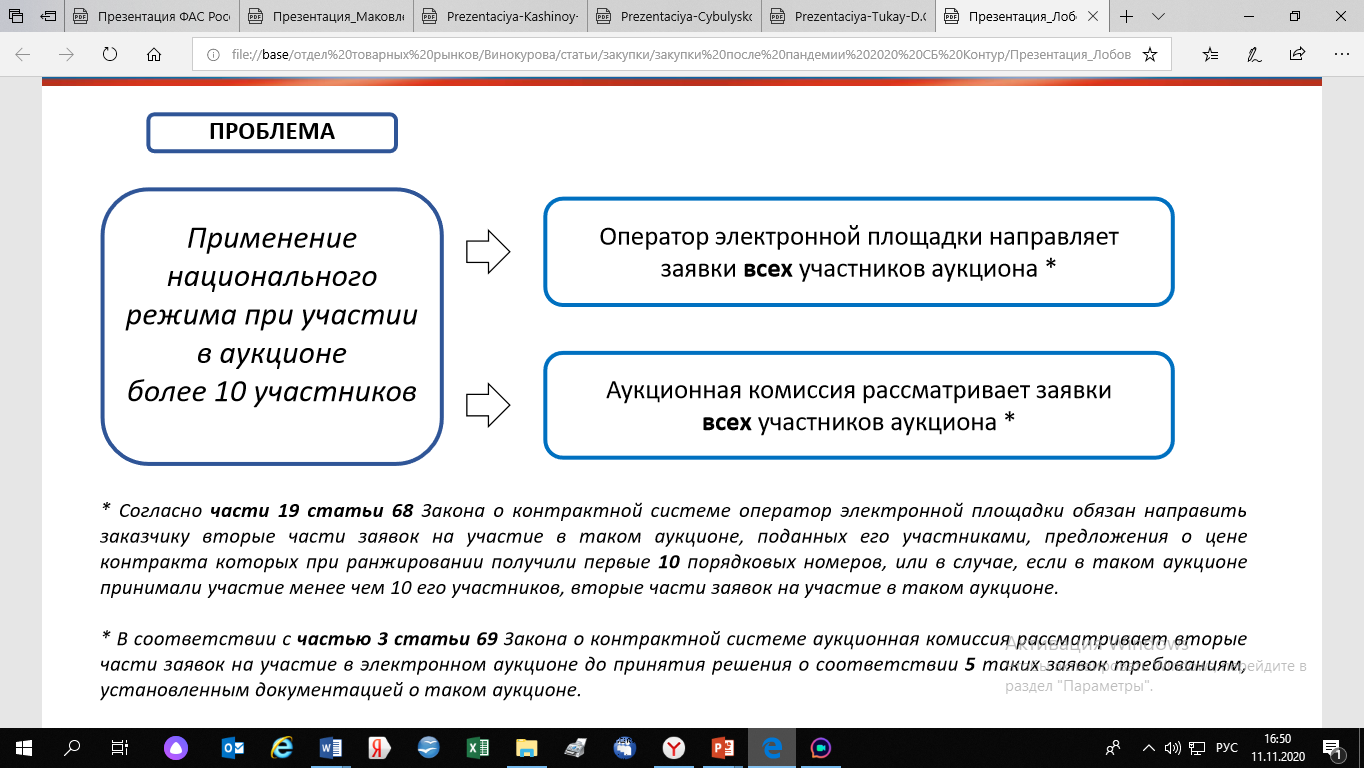 Презентация ФАС Рос
Презентация_Маковле
Prezentaciya-Kashinoy-
Prezentaciya-Cybulysko
Prezentaciya-Tukay-D.O
Презентация_Лобо
file://base/отдел%20товарных%20рынков/Винокурова/статьи/закупки/закупки%20после%20пандемии%202020%20СБ%20Контур/Презентация_Лобов
ПРОБЛЕМА
Применение
национального
режима при участии
в аукционе
более 10 участников
Оператор электронной площадки направляет
заявки всех участников аукциона *
Аукционная комиссия рассматривает заявки
всех участников аукциона *
* Согласно части 19 статьи 68 Закона о контрактной системе оператор электронной площадки обязан направить
заказчику вторые части заявок на участие в таком аукционе, поданных его участниками, предложения о цене
контракта которых при ранжировании получили первые 10 порядковых номеров, или в случае, если в таком аукционе
принимали участие менее чем 10 его участников, вторые части заявок на участие в таком аукционе.
* В соответствии с частью 3 статьи 69 Закона о контрактной системе аукционная комиссия рассматривает вторые
части заявок на участие в электронном аукционе до принятия решения о соответствии 5 таких заявок требованиям,
установленным документацией о таком аукционе.
Активация Windows
перейдите в
раздел "Параметры".
РУС
16:50
11.11.2020
1